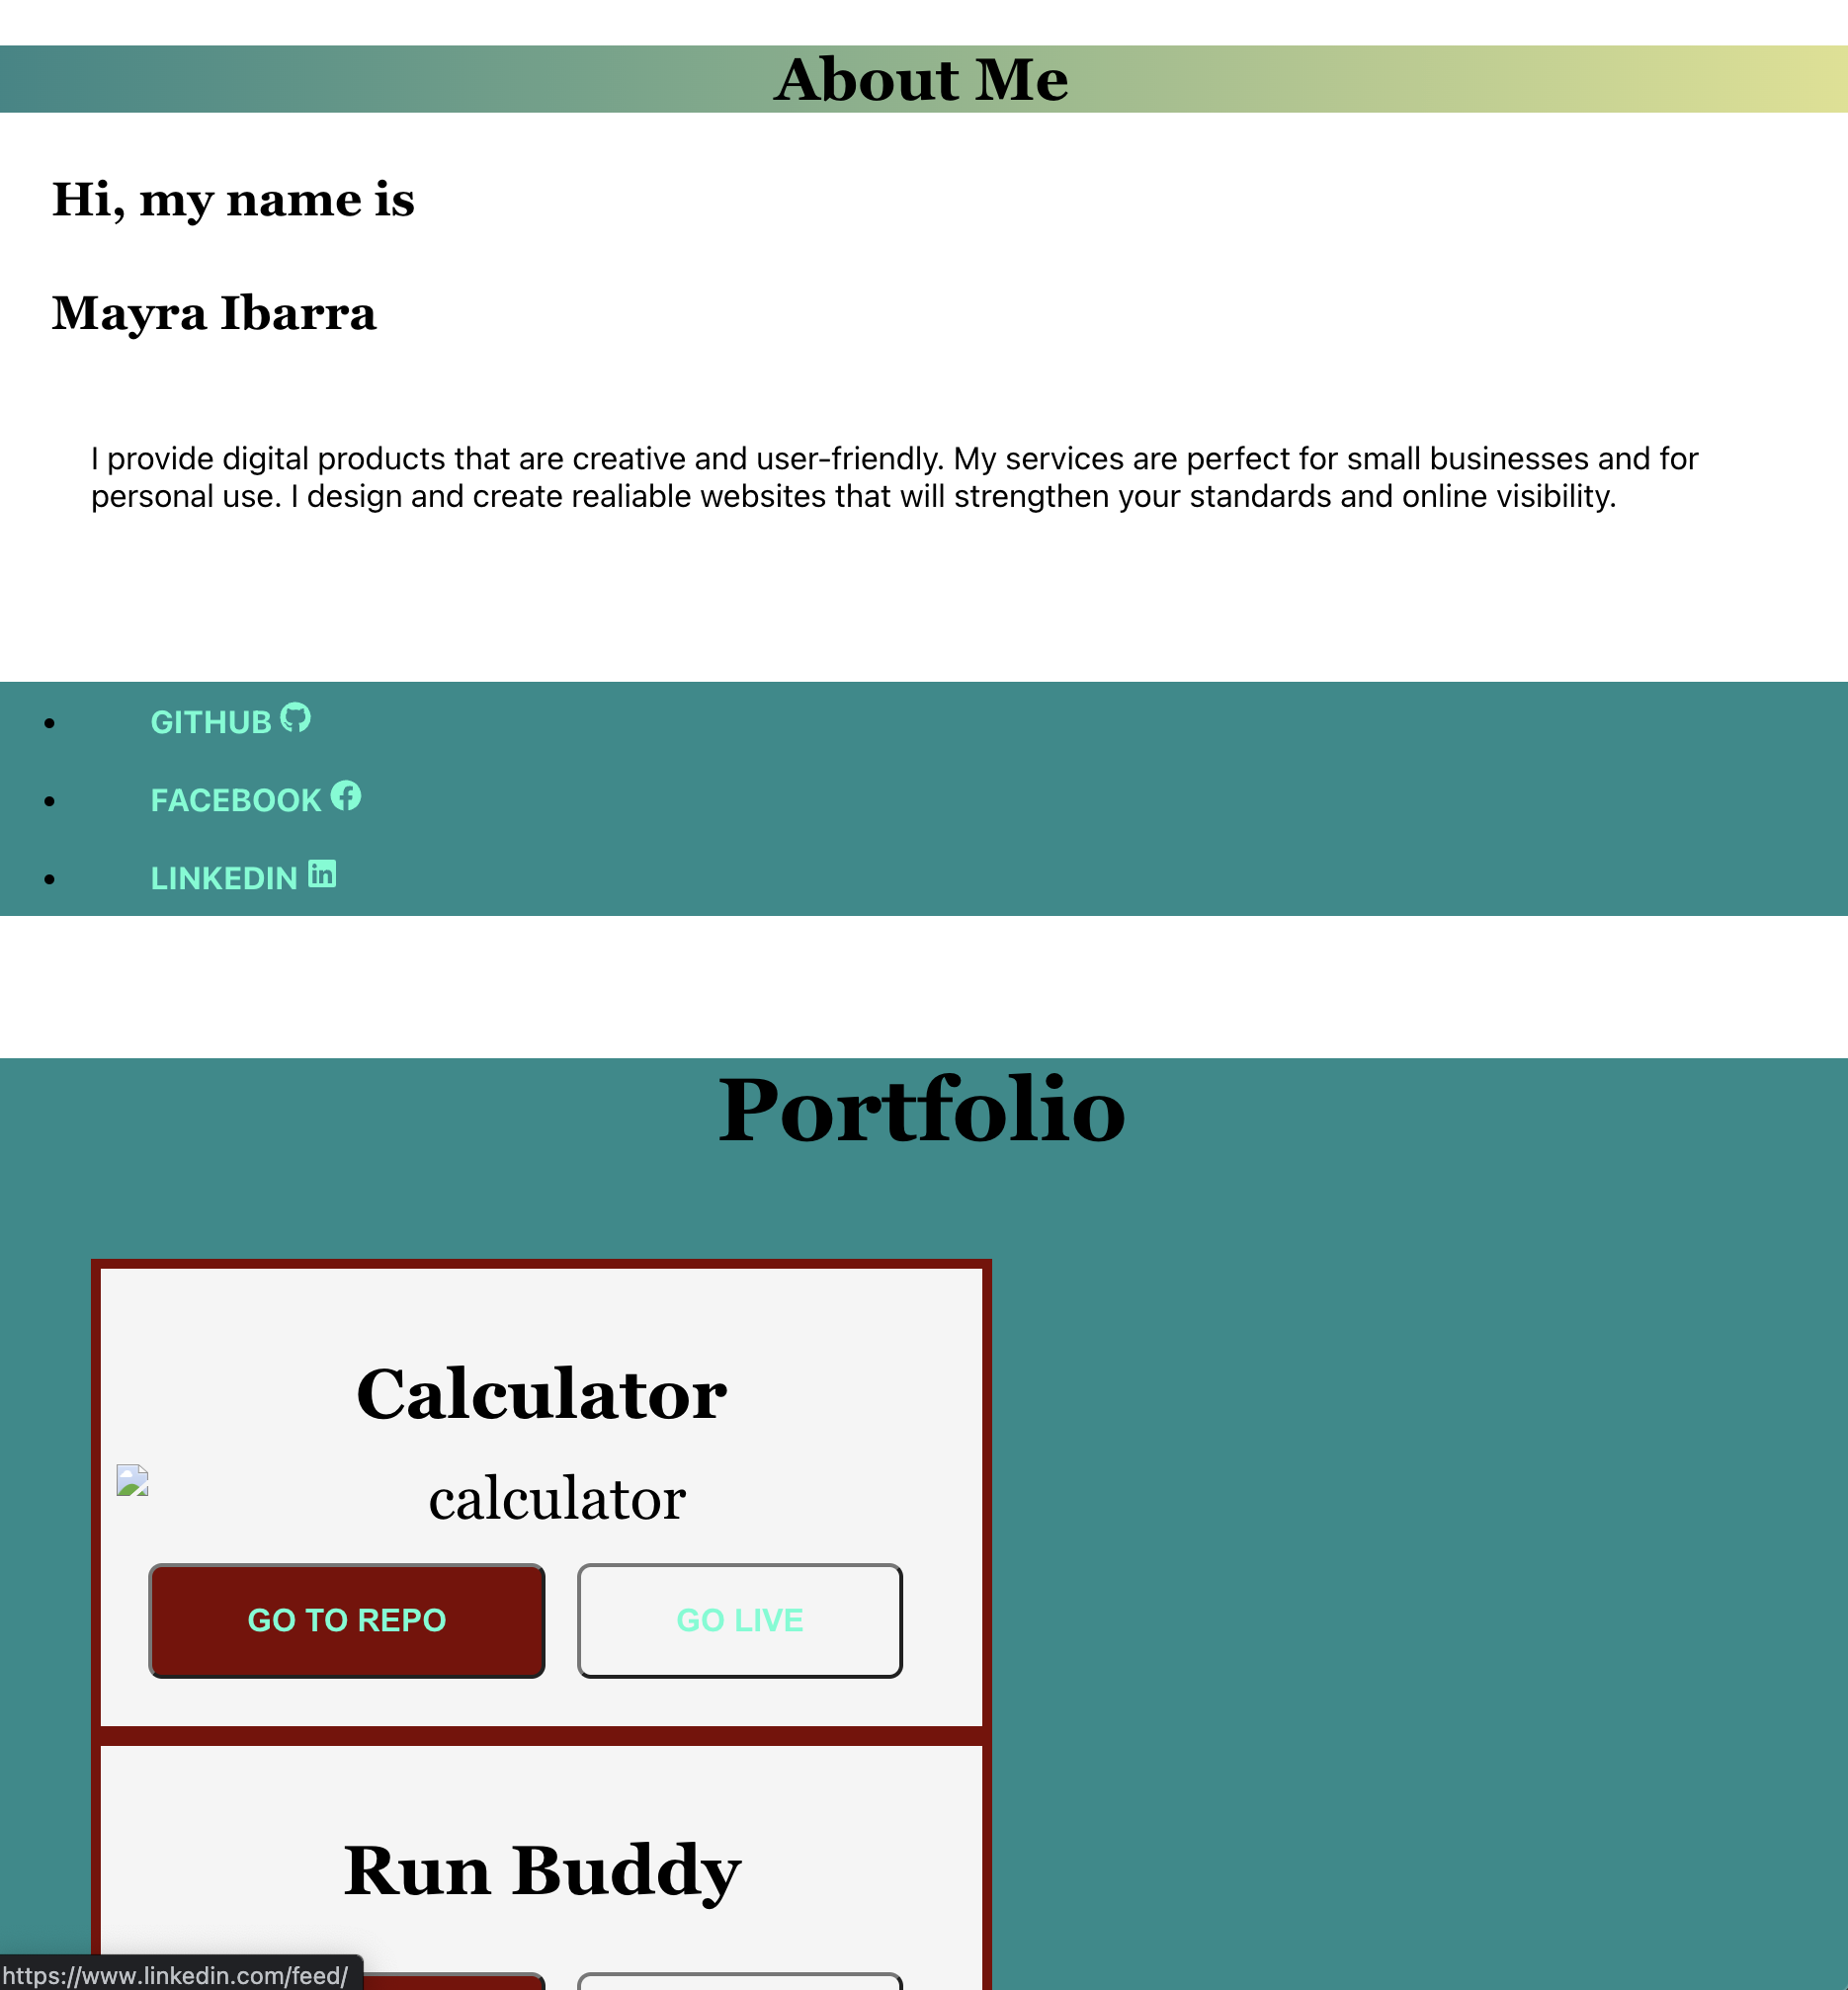 About Me
Hi, my name is
Mayra Ibarra
I provide digital products that are creative and user-friendly. My services are perfect for small businesses and for
personal use. I design and create realiable websites that will strengthen your standards and online visibility.
GITHUB
FACEBOOK
LINKEDIN
Portfolio
Calculator
calculator
GO TO REPO
GO LIVE
Run Buddy
https://www.linkedin.com/feed/